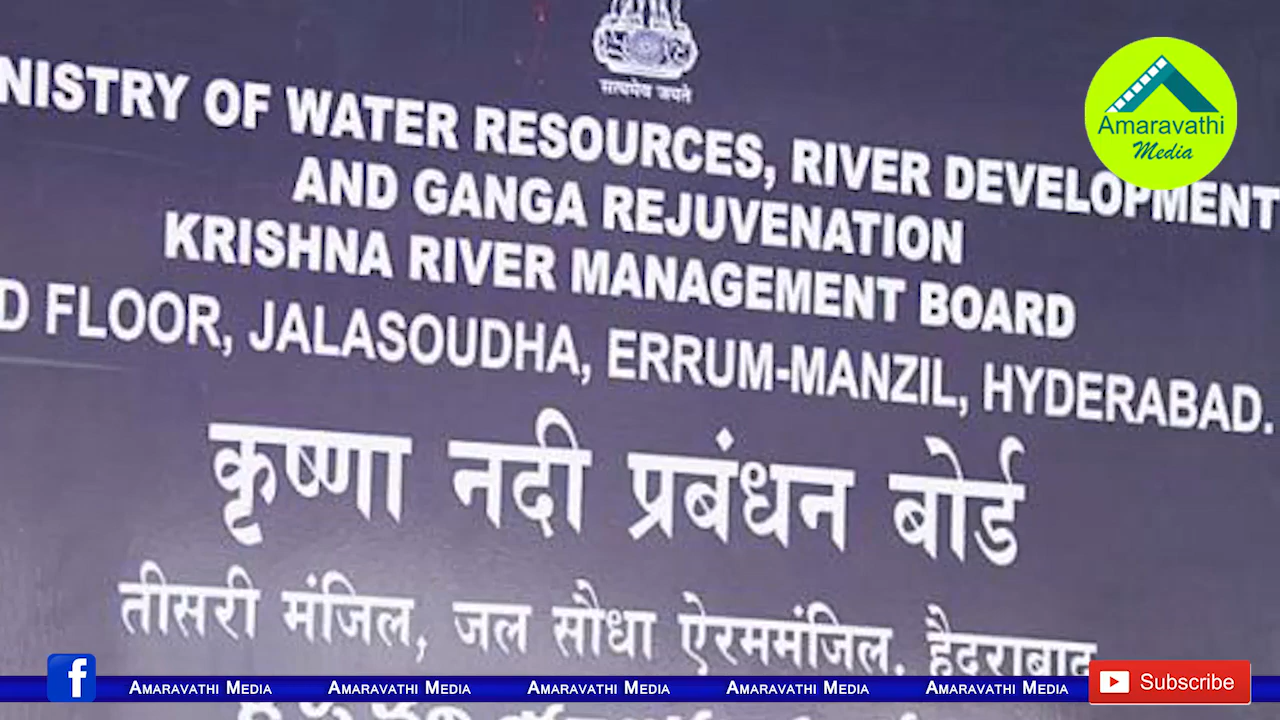 सत्यमेव जयते
NISTRY OF WATER RESOURCES, RIVER DEVELOPMENT
AND GANGA REJUVENATION
KRISHNA RIVER MANAGEMENT BOARD
D FLOOR, JALASOUDHA, ERRUM-MANZIL, HYDERABAD.
कृष्णा नदी प्रबंधन बोर्ड
तीसरी मंजिल, जल सौधा ऐरममंजिल, हैदराबाद
Amaravathi
Media
f Amaravathi Media Amaravathi Media Amaravathi Media Amaravathi Media Amaravathi Media Subscribe